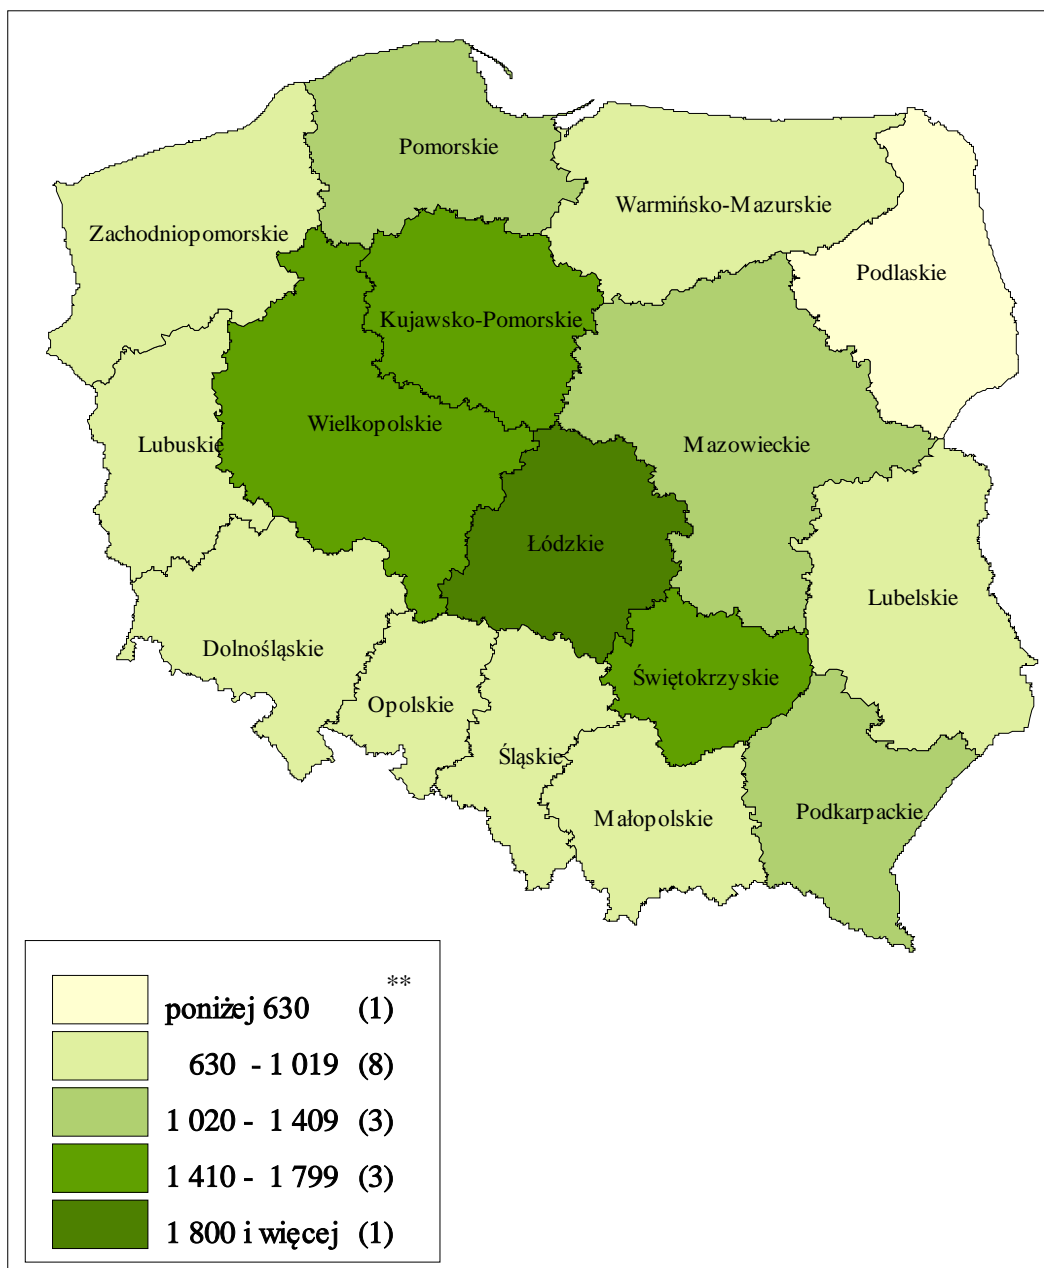 Pomorskie
Warmińsko-Mazurskie
Zachodniopomorskie
Podlaskie
Kujawsko-Pomorskie
Wielkopolskie
Lubuskie
Mazowieckie
Łódzkie
Lubelskie
Dolnośląskie
Świętokrzyskie
Opolskie
Śląskie
Podkarpackie
Małopolskie
poniżej 630 (1)**
630 - 1 019 (8)
1 020 - 1 409 (3)
1 410 - 1 799 (3)
1 800 i więcej (1)